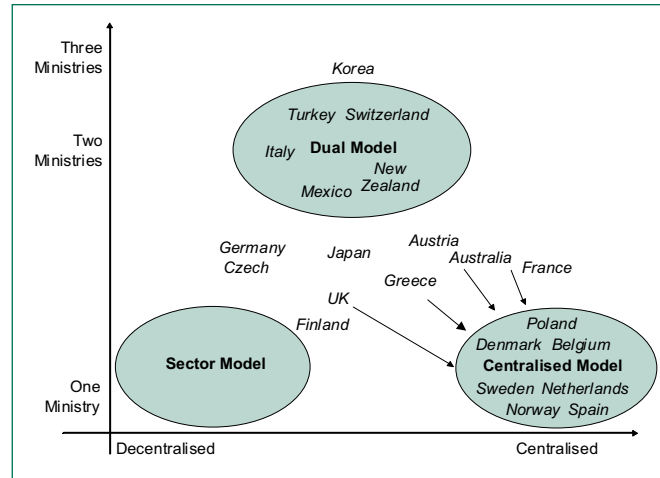 Three
Ministries
Korea
Turkey Switzerland
Two
Ministries
Italy Dual Model
New
Mexico Zealand
Germany
Czech
Japan
Austria
Australia
France
Greece
UK
Finland
Poland
Denmark Belgium
Sector Model
Centralised Model
One
Ministry
Sweden Netherlands
Norway Spain
Decentralised
Centralised